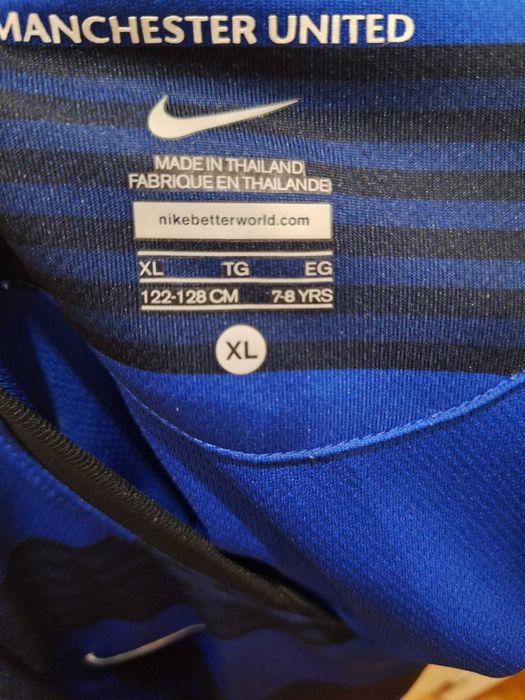 MANCHESTER UNITED
MADE IN THAILAND
FABRIQUE EN THAILANDE
nikebetterworld.com
XL TG EG
122-128 CM 7-8 YRS
XL